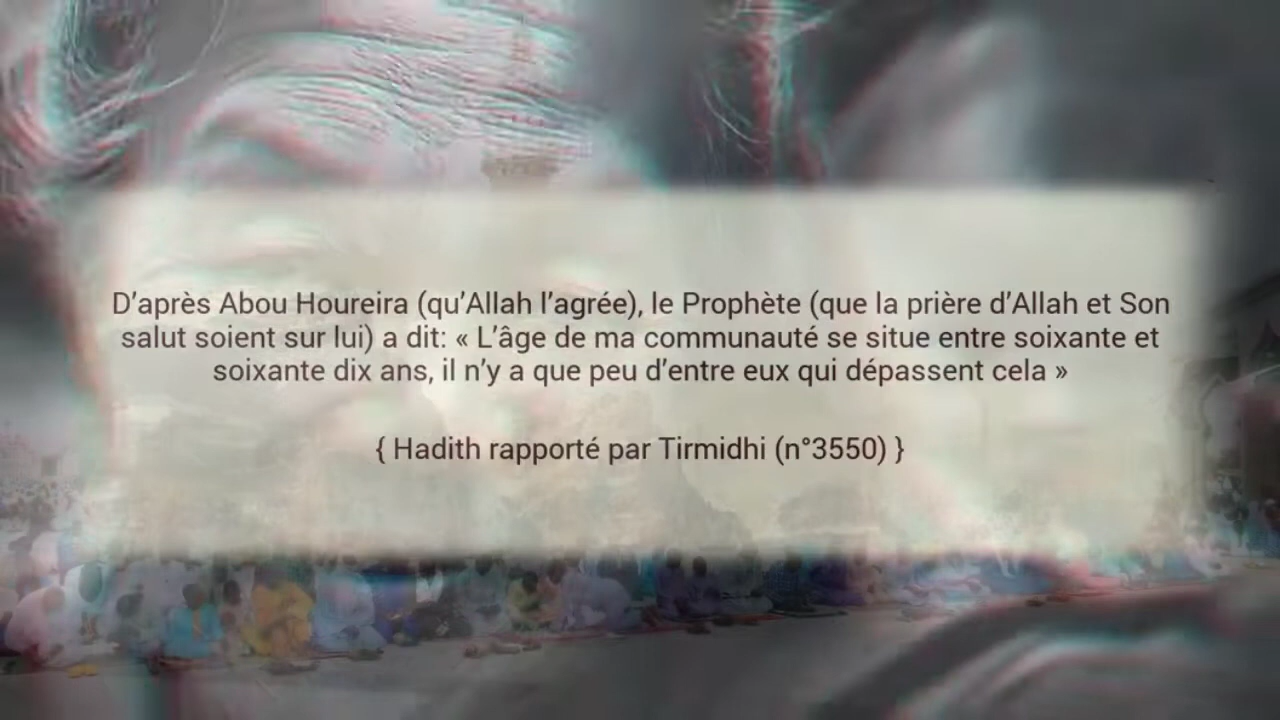 D’après Abou Houreira (qu’Allah l’agrée), le Prophète (que la prière d’Allah et Son
salut soient sur lui) a dit: « L’âge de ma communauté se situe entre soixante et
soixante dix ans, il n’y a que peu d’entre eux qui dépassent cela »
{ Hadith rapporté par Tirmidhi (n°3550) }